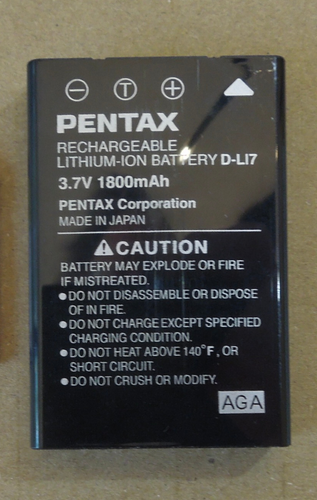 ⊖ Ⓣ ⊕
PENTAX
RECHARGEABLE
LITHIUM-ION BATTERY D-LI7
3.7V 1800mAh
PENTAX Corporation
MADE IN JAPAN
⚠CAUTION
BATTERY MAY EXPLODE OR FIRE
IF MISTREATED.
●DO NOT DISASSEMBLE OR DISPOSE
OF IN FIRE.
●DO NOT CHARGE EXCEPT SPECIFIED
CHARGING CONDITION.
●DO NOT HEAT ABOVE 140°F, OR
SHORT CIRCUIT.
●DO NOT CRUSH OR MODIFY.
AGA